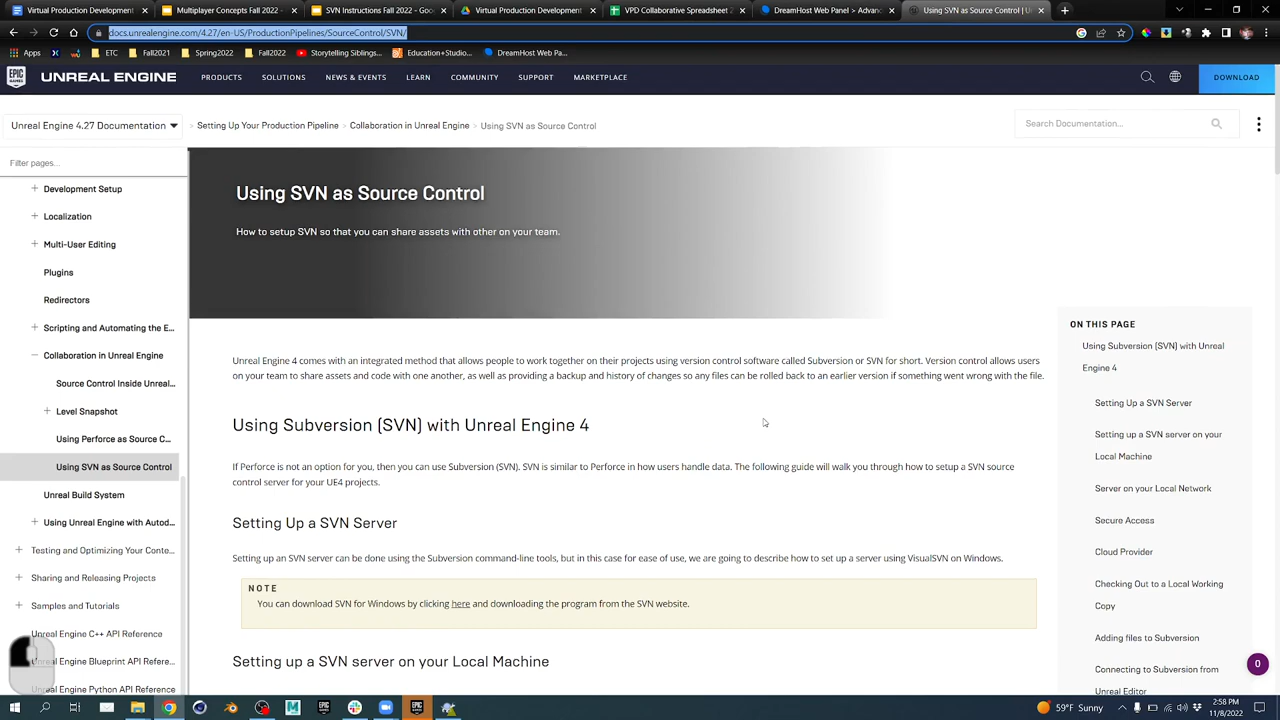 Virtual Production Development
Multiplayer Concepts Fall 2022
SVN Instructions Fall 2022 - Go
Virtual Production Development
VPD Collaborative Spreadsheet
DreamHost Web Panel > Advan
Using SVN as Source Control | U
docs.unrealengine.com/4.27/en-US/ProductionPipelines/SourceControl/SVN/
Apps
ETC
Fall2021
Spring2022
Fall2022
Storytelling Siblings...
Education+Studio...
DreamHost Web Pa...
EPIC GAMES
UNREAL ENGINE
PRODUCTS
SOLUTIONS
NEWS & EVENTS
LEARN
COMMUNITY
SUPPORT
MARKETPLACE
DOWNLOAD
Unreal Engine 4.27 Documentation
> Setting Up Your Production Pipeline > Collaboration in Unreal Engine > Using SVN as Source Control
Search Documentation...
Filter pages...
Development Setup
Localization
Multi-User Editing
Plugins
Redirectors
Scripting and Automating the E...
Collaboration in Unreal Engine
Source Control Inside Unreal...
Level Snapshot
Using Perforce as Source C...
Using SVN as Source Control
Unreal Build System
Using Unreal Engine with Autod...
Testing and Optimizing Your Conte...
Sharing and Releasing Projects
Samples and Tutorials
Unreal Engine C++ API Reference
Unreal Engine Blueprint API Refere...
Unreal Engine Python API Reference
Using SVN as Source Control
How to setup SVN so that you can share assets with other on your team.
Unreal Engine 4 comes with an integrated method that allows people to work together on their projects using version control software called Subversion or SVN for short. Version control allows users
on your team to share assets and code with one another, as well as providing a backup and history of changes so any files can be rolled back to an earlier version if something went wrong with the file.
Using Subversion (SVN) with Unreal Engine 4
If Perforce is not an option for you, then you can use Subversion (SVN). SVN is similar to Perforce in how users handle data. The following guide will walk you through how to setup a SVN source
control server for your UE4 projects.
Setting Up a SVN Server
Setting up an SVN server can be done using the Subversion command-line tools, but in this case for ease of use, we are going to describe how to set up a server using VisualSVN on Windows.
NOTE
You can download SVN for Windows by clicking here and downloading the program from the SVN website.
Setting up a SVN server on your Local Machine
ON THIS PAGE
Using Subversion (SVN) with Unreal
Engine 4
Setting Up a SVN Server
Setting up a SVN server on your
Local Machine
Server on your Local Network
Secure Access
Cloud Provider
Checking Out to a Local Working
Copy
Adding files to Subversion
Connecting to Subversion from
Unreal Editor
0
59°F Sunny
2:58 PM
11/8/2022